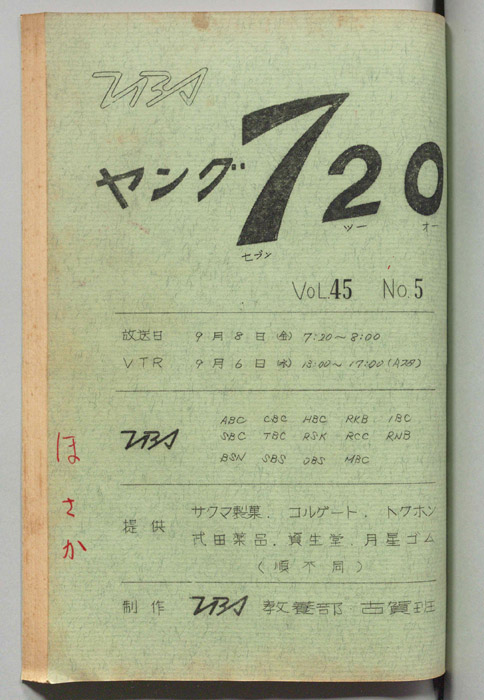 TBS
ヤング720
セブン ツー オー
VOL.45 NO.5
放送日 9月8日(金) 7:20~8:00
VTR 9月6日(水) 13:00~17:00(Aスタ)
ABC CBC HBC RKB IBC
TBS SBC TBC RSK RCC RNB
BSN SBS OBS MBC
ほさか
サクマ製菓. コルゲート. トクホン
提供 武田薬品. 資生堂. 月星ゴム
(順不同)
制作 TBS 教養部 古賀班